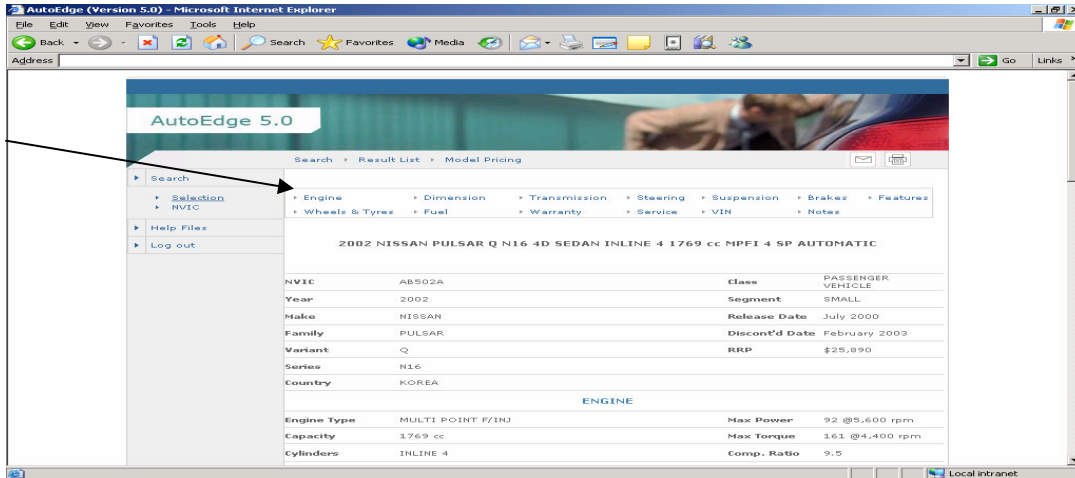 AutoEdge (Version 5.0) - Microsoft Internet Explorer
File Edit View Favorites Tools Help
Back Search Favorites Media
Address Go Links
AutoEdge 5.0
Search Result List Model Pricing
Search
Selection
NVIC
Help Files
Log out
Engine Dimension Transmission Steering Suspension Brakes Features
Wheels & Tyres Fuel Warranty Service VIN Notes
2002 NISSAN PULSAR Q N16 4D SEDAN INLINE 4 1769 cc MPFI 4 SP AUTOMATIC
NVIC AB502A Class PASSENGER VEHICLE
Year 2002 Segment SMALL
Make NISSAN Release Date July 2000
Family PULSAR Discont'd Date February 2003
Variant Q RRP $25,890
Series N16
Country KOREA
ENGINE
Engine Type MULTI POINT F/INJ Max Power 92 @5,600 rpm
Capacity 1769 cc Max Torque 161 @4,400 rpm
Cylinders INLINE 4 Comp. Ratio 9.5
Local intranet